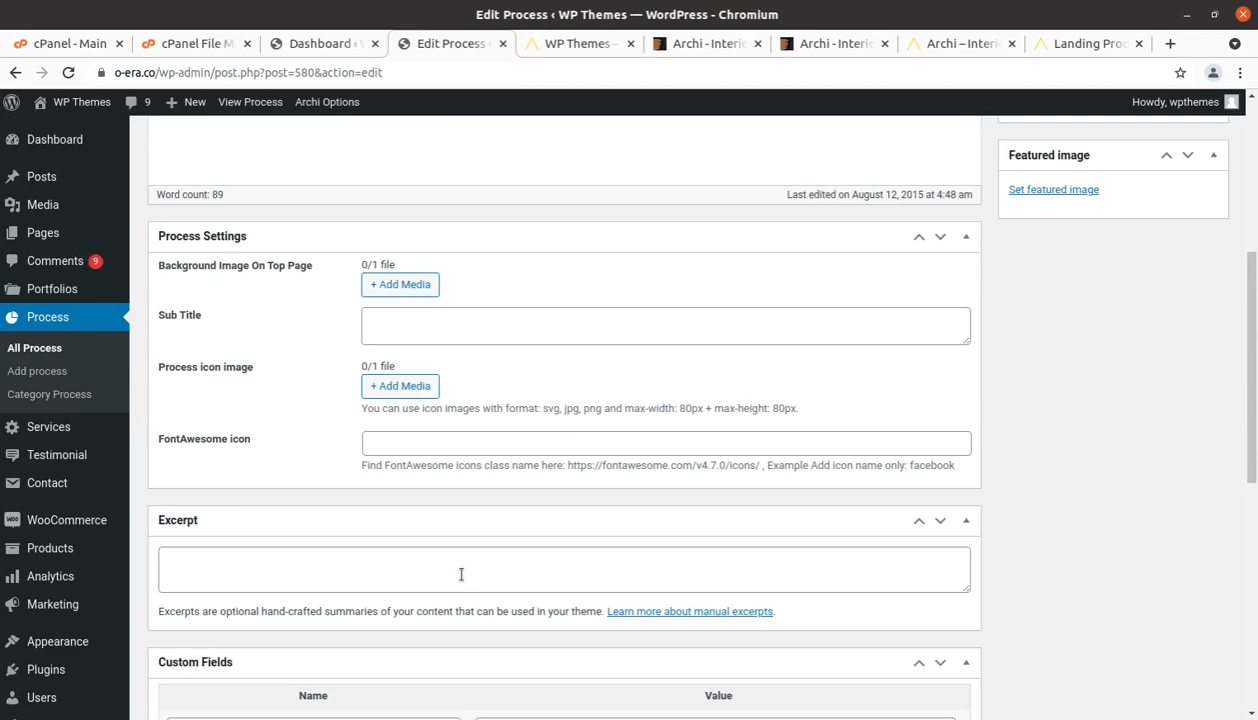 Edit Process ‹ WP Themes — WordPress - Chromium
cPanel - Main
cPanel File M
Dashboard ‹
Edit Process ‹
WP Themes –
Archi - Interio
Archi - Interio
Archi – Interi
Landing Proc
o-era.co/wp-admin/post.php?post=580&action=edit
WP Themes
9
New
View Process
Archi Options
Howdy, wpthemes
Dashboard
Posts
Media
Pages
Comments 9
Portfolios
Process
All Process
Add process
Category Process
Services
Testimonial
Contact
WooCommerce
Products
Analytics
Marketing
Appearance
Plugins
Users
Word count: 89
Last edited on August 12, 2015 at 4:48 am
Process Settings
Background Image On Top Page
0/1 file
+ Add Media
Sub Title
Process icon image
0/1 file
+ Add Media
You can use icon images with format: svg, jpg, png and max-width: 80px + max-height: 80px.
FontAwesome icon
Find FontAwesome icons class name here: https://fontawesome.com/v4.7.0/icons/ , Example Add icon name only: facebook
Excerpt
Excerpts are optional hand-crafted summaries of your content that can be used in your theme. Learn more about manual excerpts.
Custom Fields
Name
Value
Featured image
Set featured image